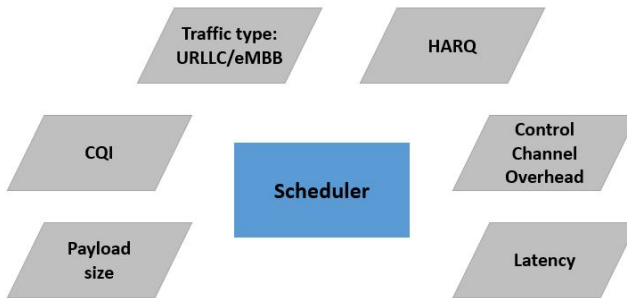 Traffic type:
URLLC/eMBB
HARQ
CQI
Control
Channel
Overhead
Scheduler
Payload
size
Latency